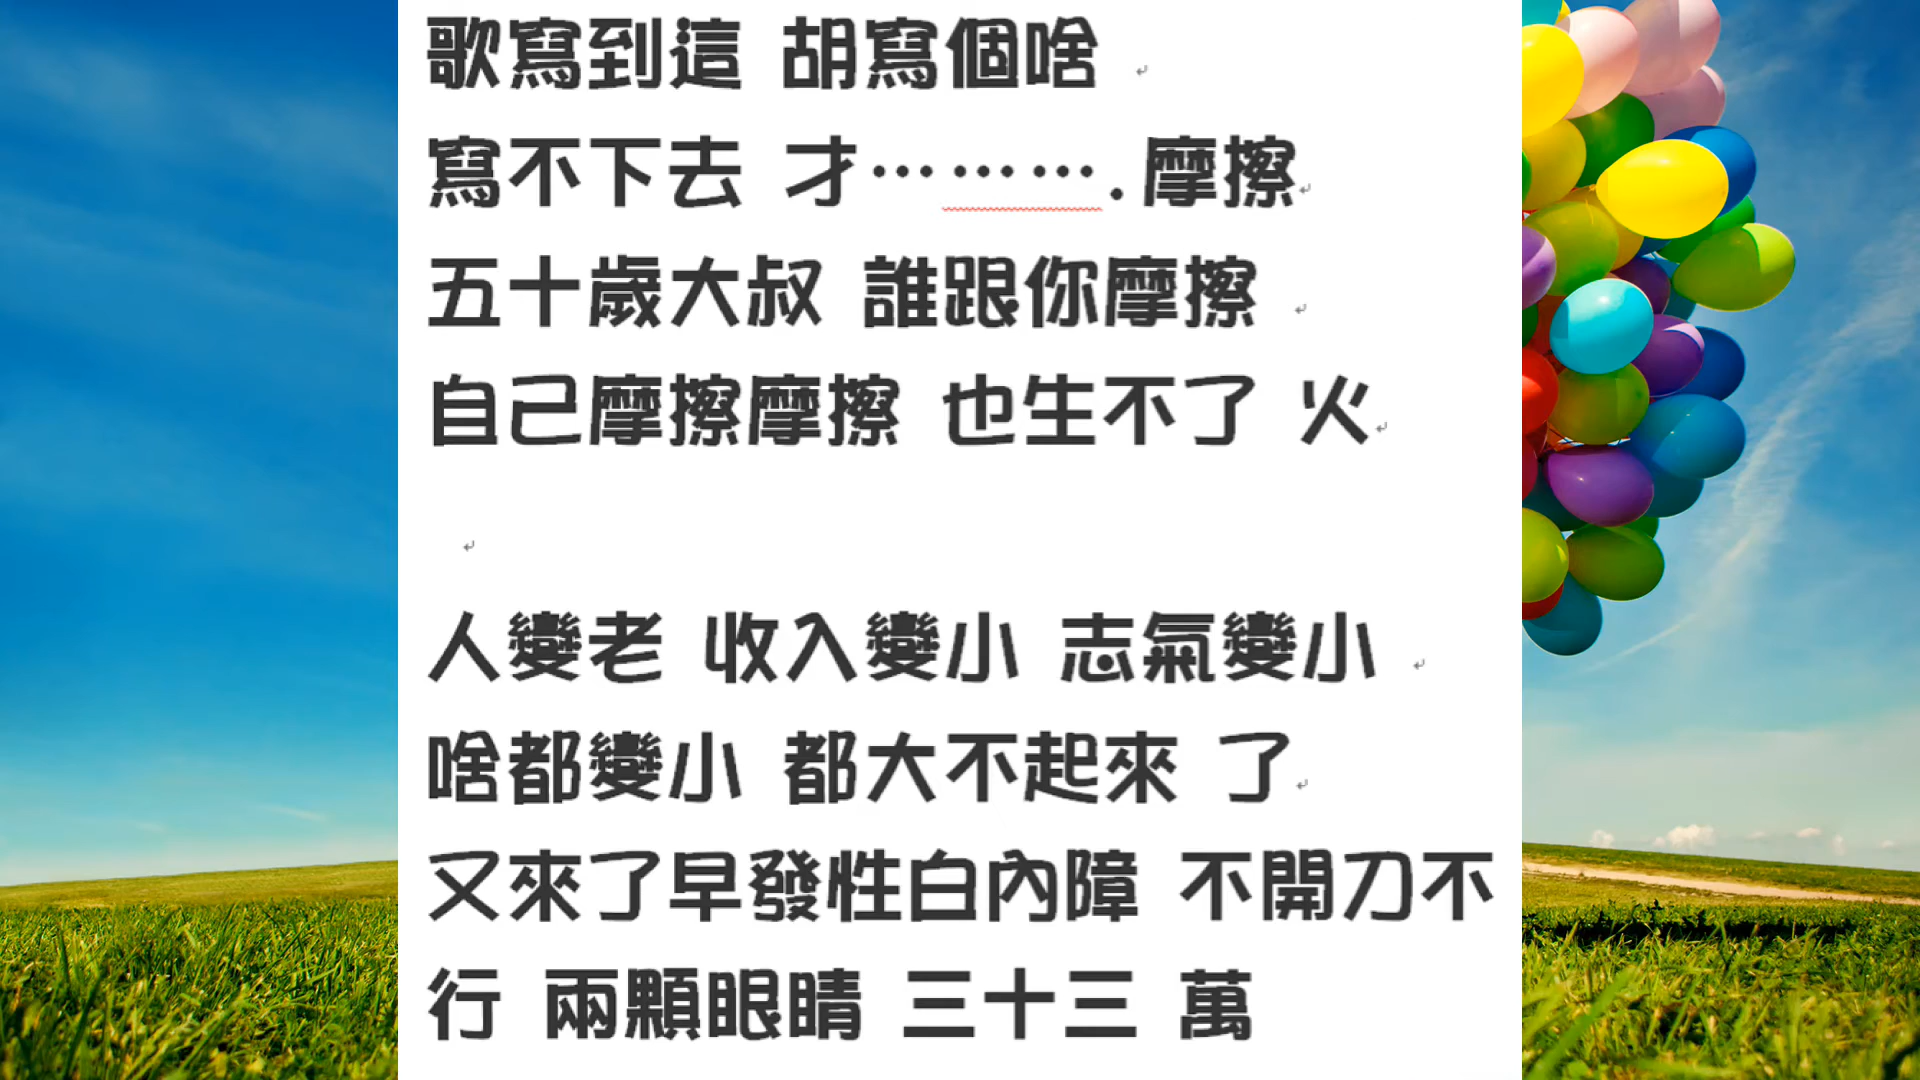 歌寫到這 胡寫個啥
寫不下去 才……….摩擦
五十歲大叔 誰跟你摩擦
自己摩擦摩擦 也生不了 火
人變老 收入變小 志氣變小
啥都變小 都大不起來 了
又來了早發性白內障 不開刀不
行 兩顆眼睛 三十三 萬